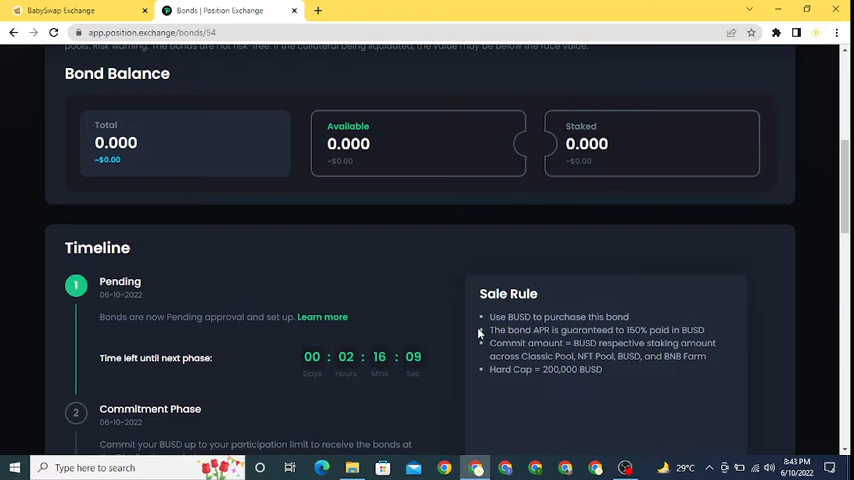 BabySwap Exchange
Bonds | Position Exchange
app.position.exchange/bonds/54
pools. Risk warning: The bonds are not risk-free. If the collateral being liquidated, the value may be below the face value.
Bond Balance
Total
0.000
~$0.00
Available
0.000
~$0.00
Staked
0.000
~$0.00
Timeline
1
Pending
06-10-2022
Bonds are now Pending approval and set up. Learn more
Time left until next phase:
00 : 02 : 16 : 09
Days Hours Mins Sec
2
Commitment Phase
06-10-2022
Commit your BUSD up to your participation limit to receive the bonds at
Sale Rule
Use BUSD to purchase this bond
The bond APR is guaranteed to 150% paid in BUSD
Commit amount = BUSD respective staking amount
across Classic Pool, NFT Pool, BUSD, and BNB Farm
Hard Cap = 200,000 BUSD
Type here to search
29°C
8:43 PM
6/10/2022